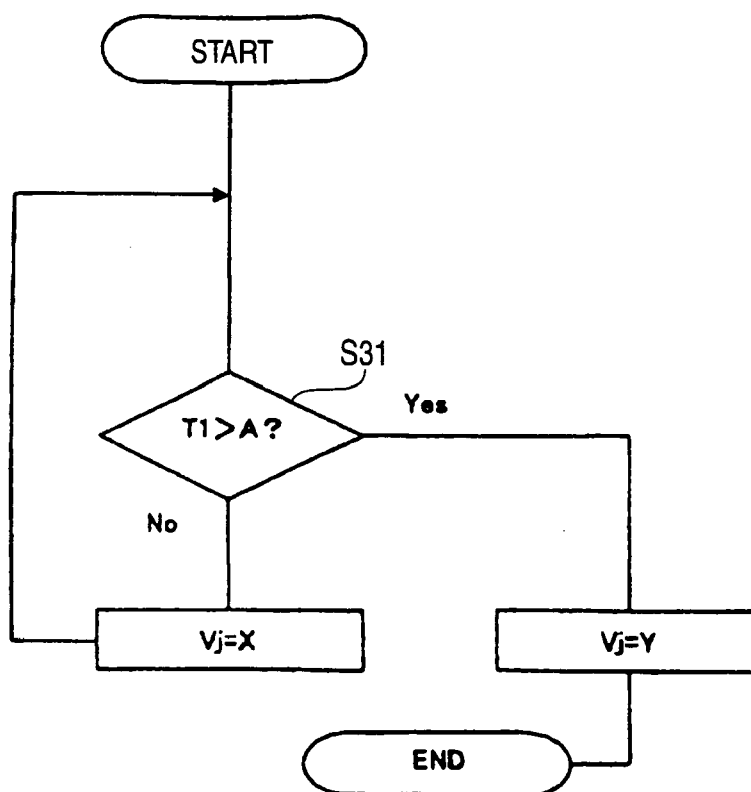 START
S31
T1>A?
Yes
No
Vj=X
Vj=Y
END